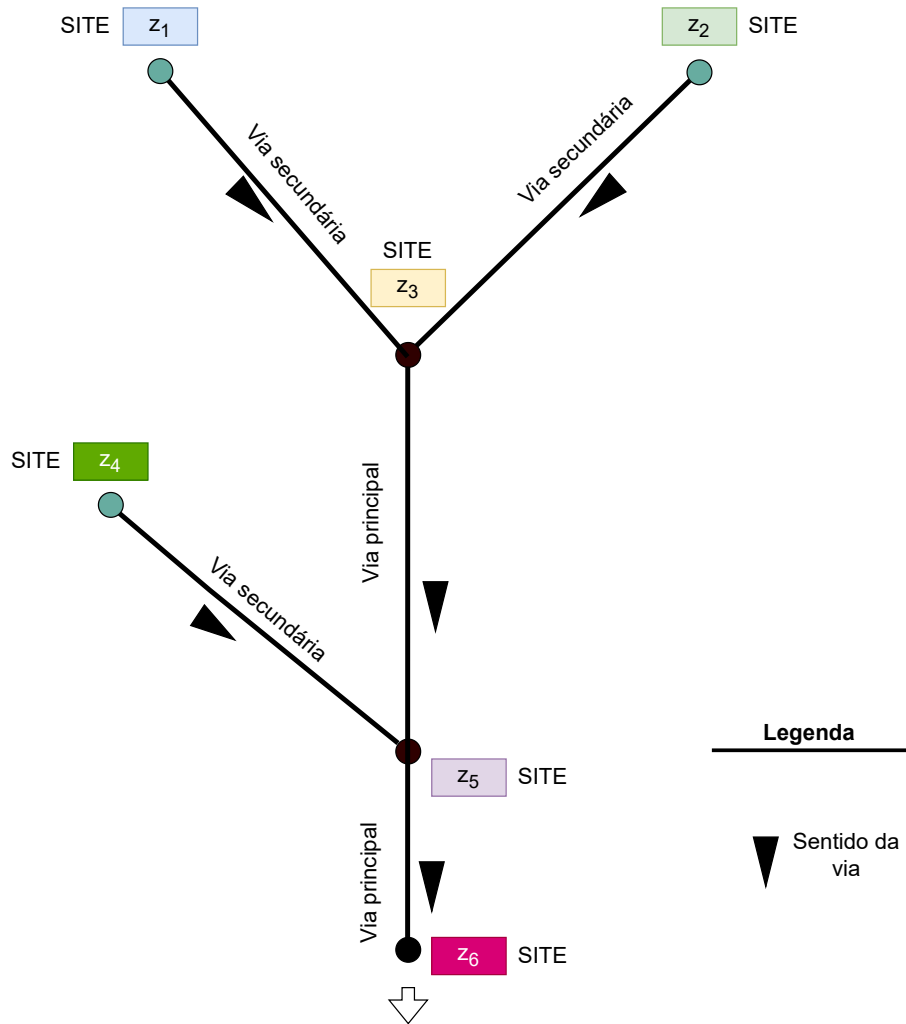 SITE z1
z2 SITE
Via secundária
Via secundária
SITE
z3
SITE z4
Via principal
Via secundária
Legenda
z5 SITE
Sentido da
via
Via principal
z6 SITE